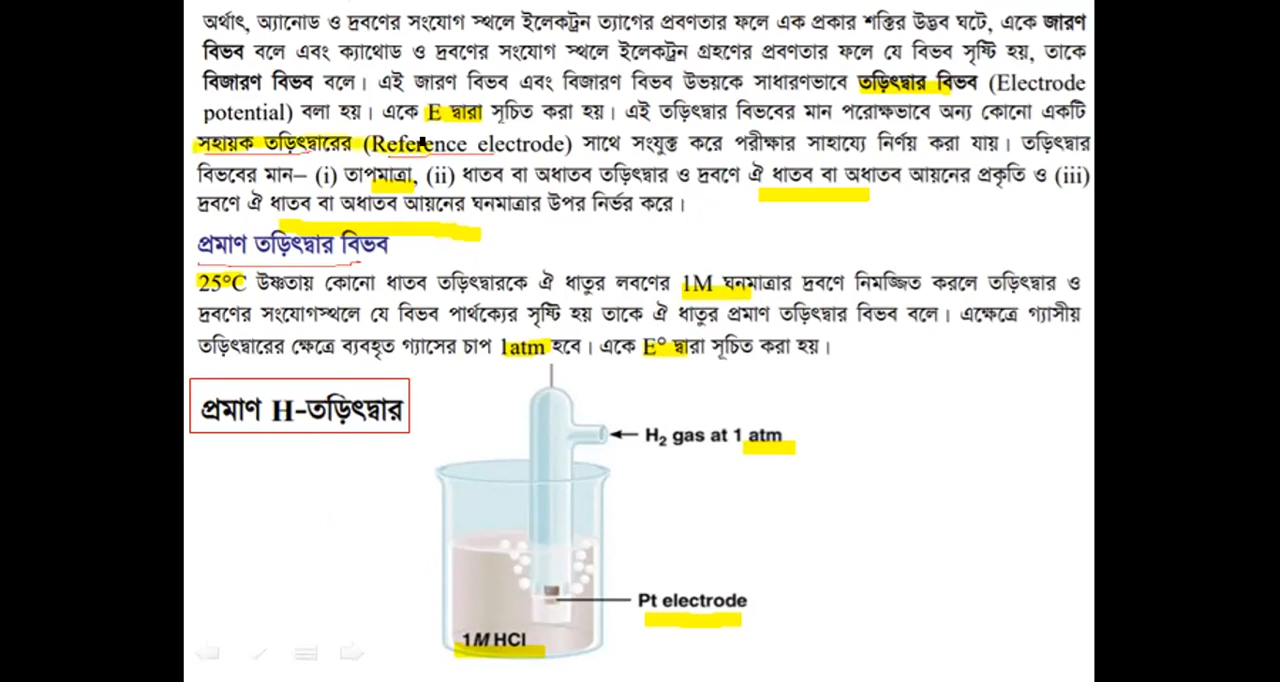 অর্থাৎ, অ্যানোড ও দ্রবণের সংযোগ স্থলে ইলেকট্রন ত্যাগের প্রবণতার ফলে এক প্রকার শক্তির উদ্ভব ঘটে, একে জারণ
বিভব বলে এবং ক্যাথোড ও দ্রবণের সংযোগ স্থলে ইলেকট্রন গ্রহণের প্রবণতার ফলে যে বিভব সৃষ্টি হয়, তাকে
বিজারণ বিভব বলে। এই জারণ বিভব এবং বিজারণ বিভব উভয়কে সাধারণভাবে তড়িৎদ্বার বিভব (Electrode
potential) বলা হয়। একে E দ্বারা সূচিত করা হয়। এই তড়িৎদ্বার বিভবের মান পরোক্ষভাবে অন্য কোনো একটি
সহায়ক তড়িৎদ্বারের (Reference electrode) সাথে সংযুক্ত করে পরীক্ষার সাহায্যে নির্ণয় করা যায়। তড়িৎদ্বার
বিভবের মান– (i) তাপমাত্রা, (ii) ধাতব বা অধাতব তড়িৎদ্বার ও দ্রবণে ঐ ধাতব বা অধাতব আয়নের প্রকৃতি ও (iii)
দ্রবণে ঐ ধাতব বা অধাতব আয়নের ঘনমাত্রার উপর নির্ভর করে।
প্রমাণ তড়িৎদ্বার বিভব
25°C উষ্ণতায় কোনো ধাতব তড়িৎদ্বারকে ঐ ধাতুর লবণের 1M ঘনমাত্রার দ্রবণে নিমজ্জিত করলে তড়িৎদ্বার ও
দ্রবণের সংযোগস্থলে যে বিভব পার্থক্যের সৃষ্টি হয় তাকে ঐ ধাতুর প্রমাণ তড়িৎদ্বার বিভব বলে। এক্ষেত্রে গ্যাসীয়
তড়িৎদ্বারের ক্ষেত্রে ব্যবহৃত গ্যাসের চাপ 1atm হবে। একে E° দ্বারা সূচিত করা হয়।
প্রমাণ H-তড়িৎদ্বার
H₂ gas at 1 atm
Pt electrode
1M HCl